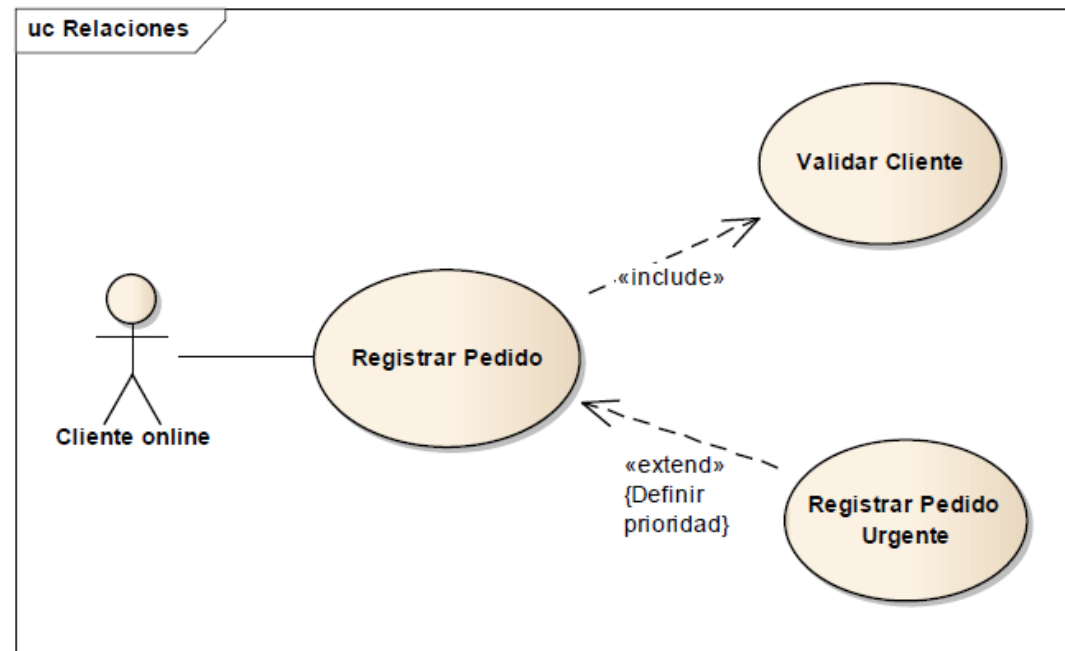 uc Relaciones
Validar Cliente
«include»
Registrar Pedido
Cliente online
«extend»
{Definir
prioridad}
Registrar Pedido
Urgente